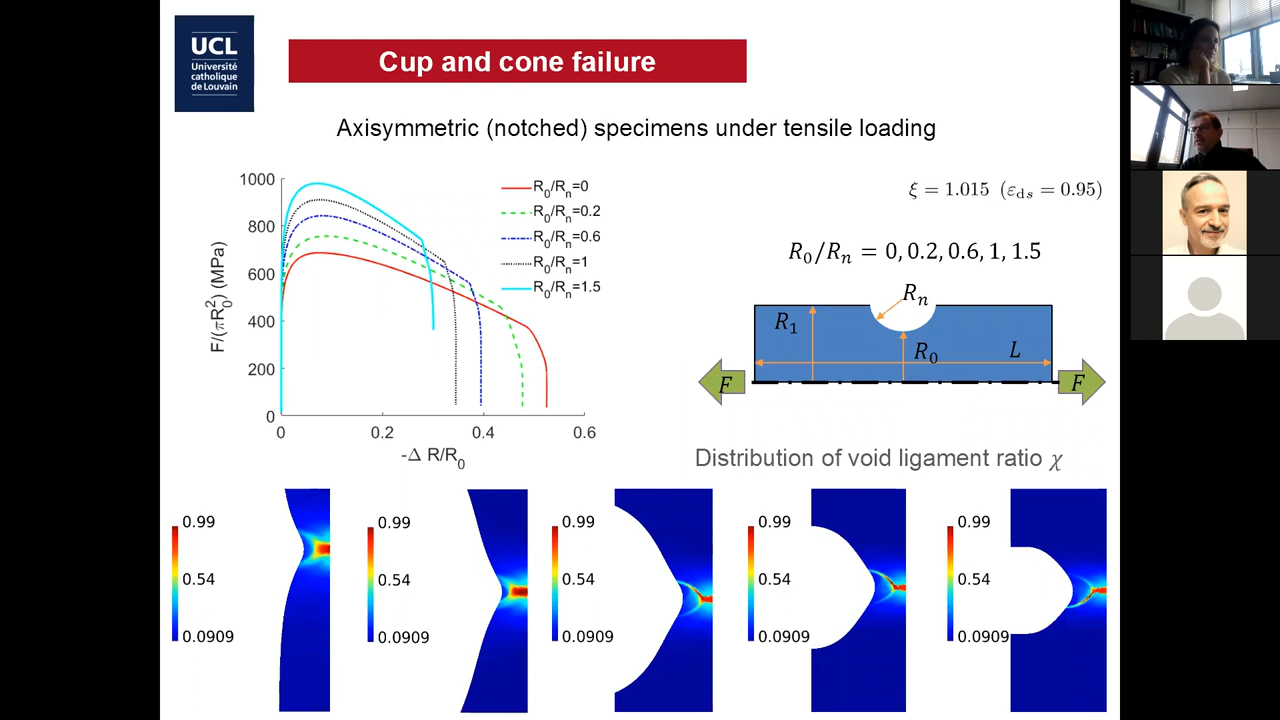 UCL
Université
catholique
de Louvain
Cup and cone failure
Axisymmetric (notched) specimens under tensile loading
1000
800
600
400
200
0
F/(πR₀²) (MPa)
0
0.2
0.4
0.6
-Δ R/R₀
R₀/Rₙ=0
R₀/Rₙ=0.2
R₀/Rₙ=0.6
R₀/Rₙ=1
R₀/Rₙ=1.5
ξ = 1.015 (ε_ds = 0.95)
R₀/Rₙ = 0, 0.2, 0.6, 1, 1.5
Rₙ
R₁
R₀
L
F
F
Distribution of void ligament ratio χ
0.99
0.54
0.0909
0.99
0.54
0.0909
0.99
0.54
0.0909
0.99
0.54
0.0909
0.99
0.54
0.0909